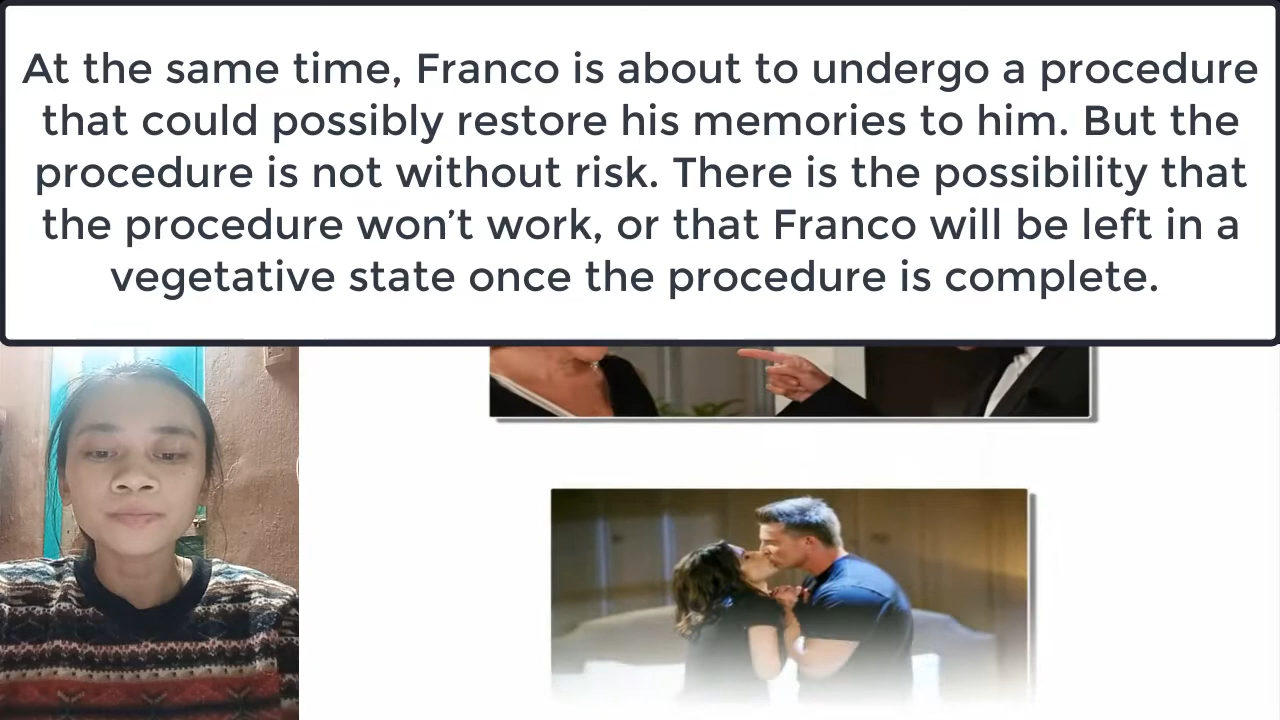 At the same time, Franco is about to undergo a procedure
that could possibly restore his memories to him. But the
procedure is not without risk. There is the possibility that
the procedure won’t work, or that Franco will be left in a
vegetative state once the procedure is complete.